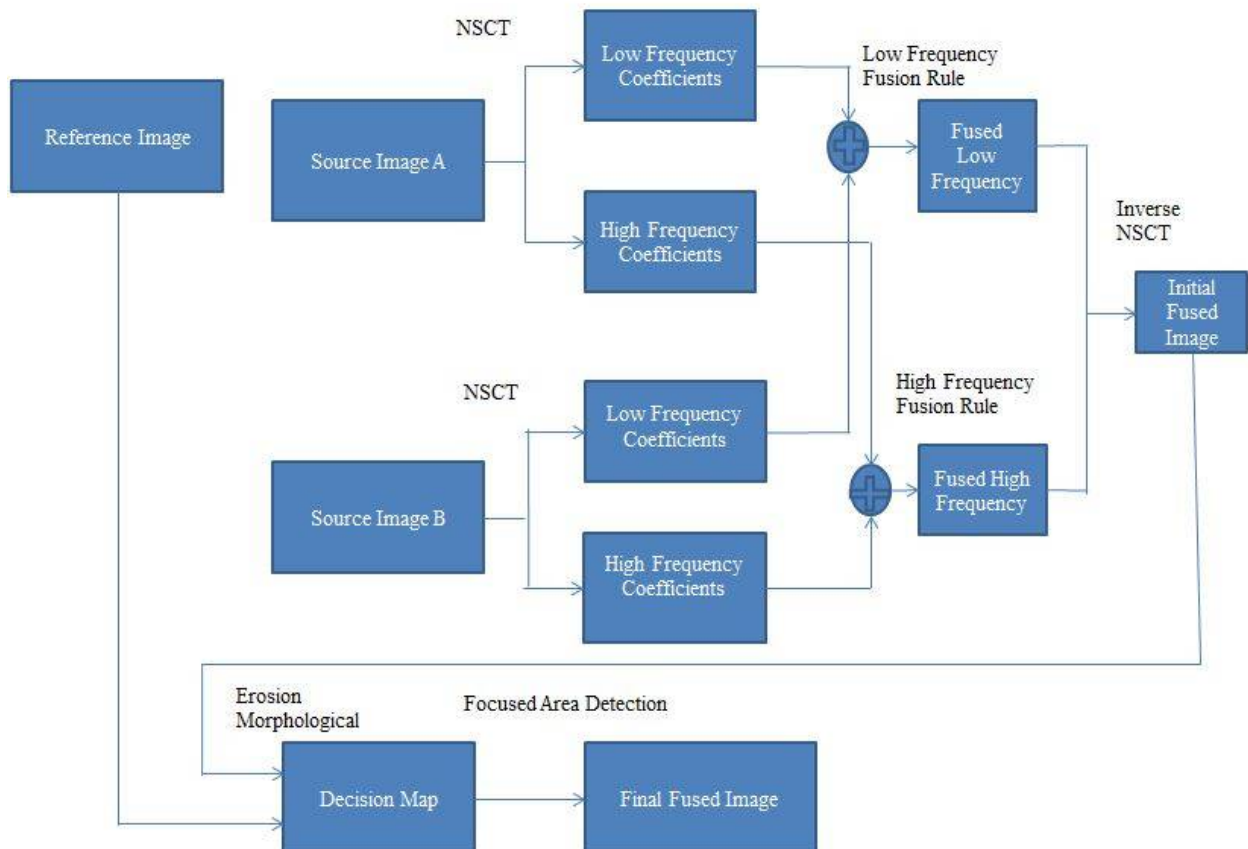 NSCT
Low Frequency
Coefficients
Low Frequency
Fusion Rule
Reference Image
Source Image A
Fused
Low
Frequency
High Frequency
Coefficients
Inverse
NSCT
Initial
Fused
Image
NSCT
Low Frequency
Coefficients
High Frequency
Fusion Rule
Source Image B
Fused High
Frequency
High Frequency
Coefficients
Erosion
Morphological
Focused Area Detection
Decision Map
Final Fused Image